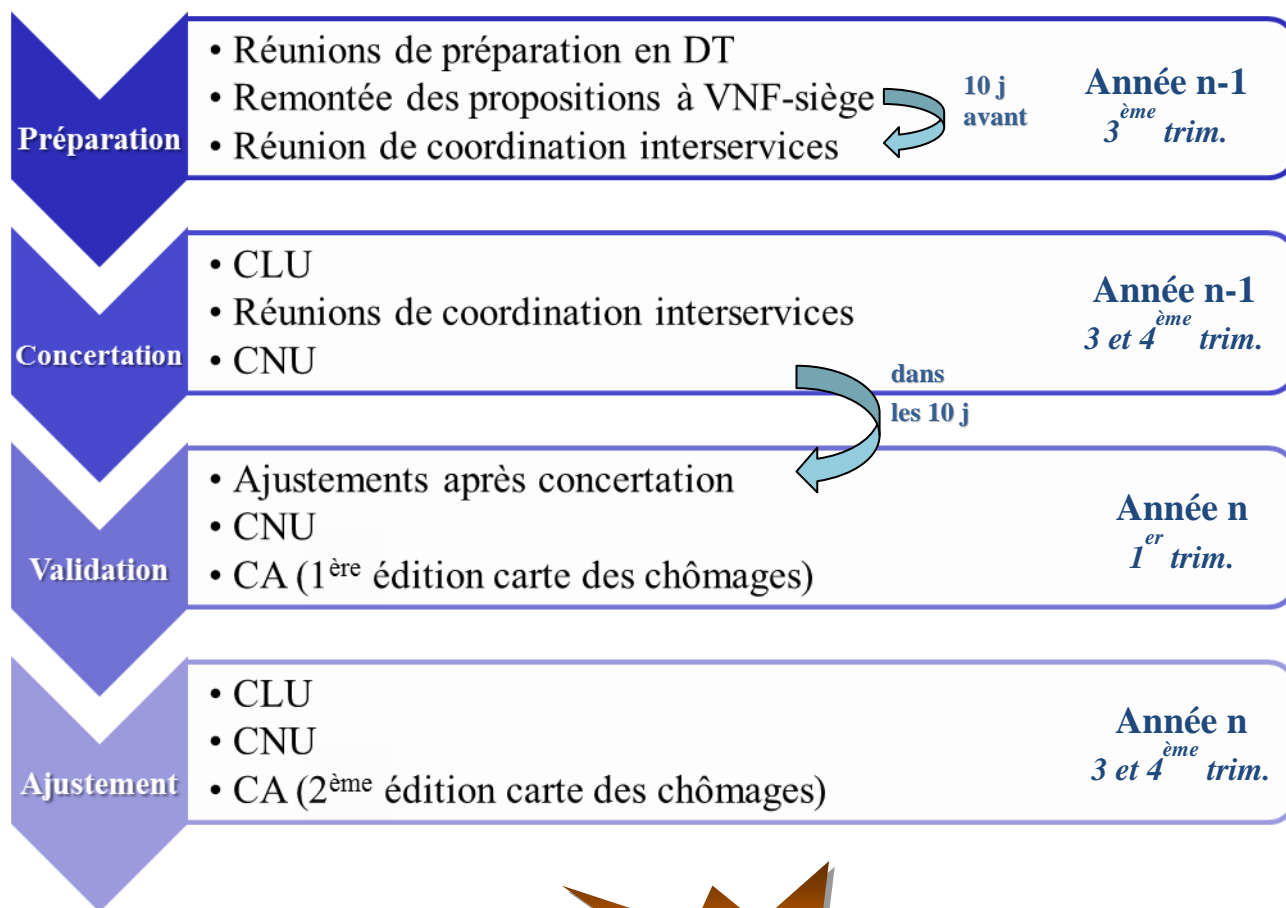 Préparation
• Réunions de préparation en DT
• Remontée des propositions à VNF-siège
• Réunion de coordination interservices
10 j
avant
Année n-1
3ème trim.
Concertation
• CLU
• Réunions de coordination interservices
• CNU
Année n-1
3 et 4ème trim.
dans
les 10 j
Validation
• Ajustements après concertation
• CNU
• CA (1ère édition carte des chômages)
Année n
1er trim.
Ajustement
• CLU
• CNU
• CA (2ème édition carte des chômages)
Année n
3 et 4ème trim.